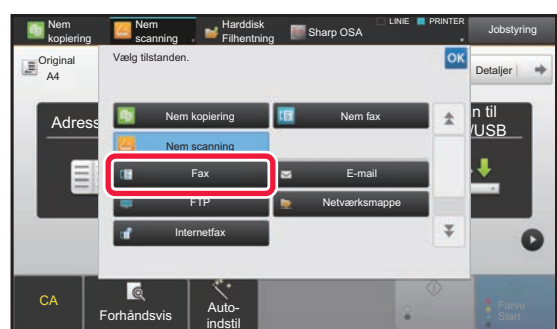 Nem
kopiering
Nem
scanning
Harddisk
Filhentning
Sharp OSA
LINIE
PRINTER
Jobstyring
Original
A4
Vælg tilstanden.
OK
Detaljer
Adress
n til
/USB
Nem kopiering
Nem fax
Nem scanning
Fax
E-mail
FTP
Netværksmappe
Internetfax
CA
Forhåndsvis
Auto-
indstil
Farve
Start